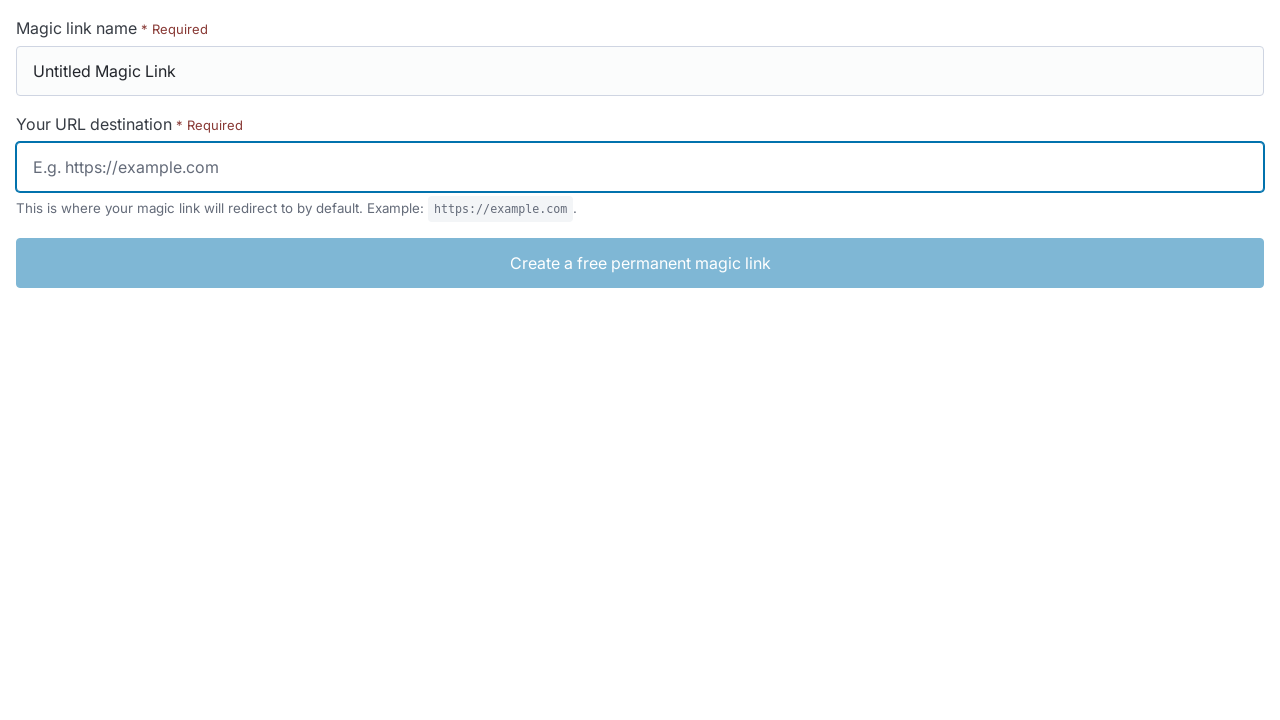 Magic link name * Required
Untitled Magic Link
Your URL destination * Required
E.g. https://example.com
This is where your magic link will redirect to by default. Example: https://example.com.
Create a free permanent magic link